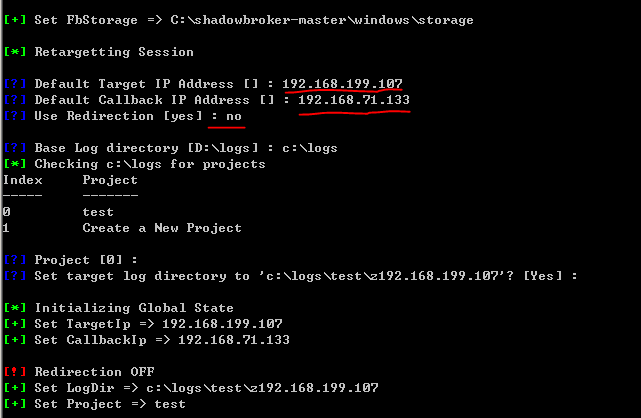 [+] Set FbStorage => C:\shadowbroker-master\windows\storage
[*] Retargetting Session
[?] Default Target IP Address [] : 192.168.199.107
[?] Default Callback IP Address [] : 192.168.71.133
[?] Use Redirection [yes] : no
[?] Base Log directory [D:\logs] : c:\logs
[*] Checking c:\logs for projects
Index Project
----- -------
0 test
1 Create a New Project
[?] Project [0] :
[?] Set target log directory to 'c:\logs\test\z192.168.199.107'? [Yes] :
[*] Initializing Global State
[+] Set TargetIp => 192.168.199.107
[+] Set CallbackIp => 192.168.71.133
[!] Redirection OFF
[+] Set LogDir => c:\logs\test\z192.168.199.107
[+] Set Project => test